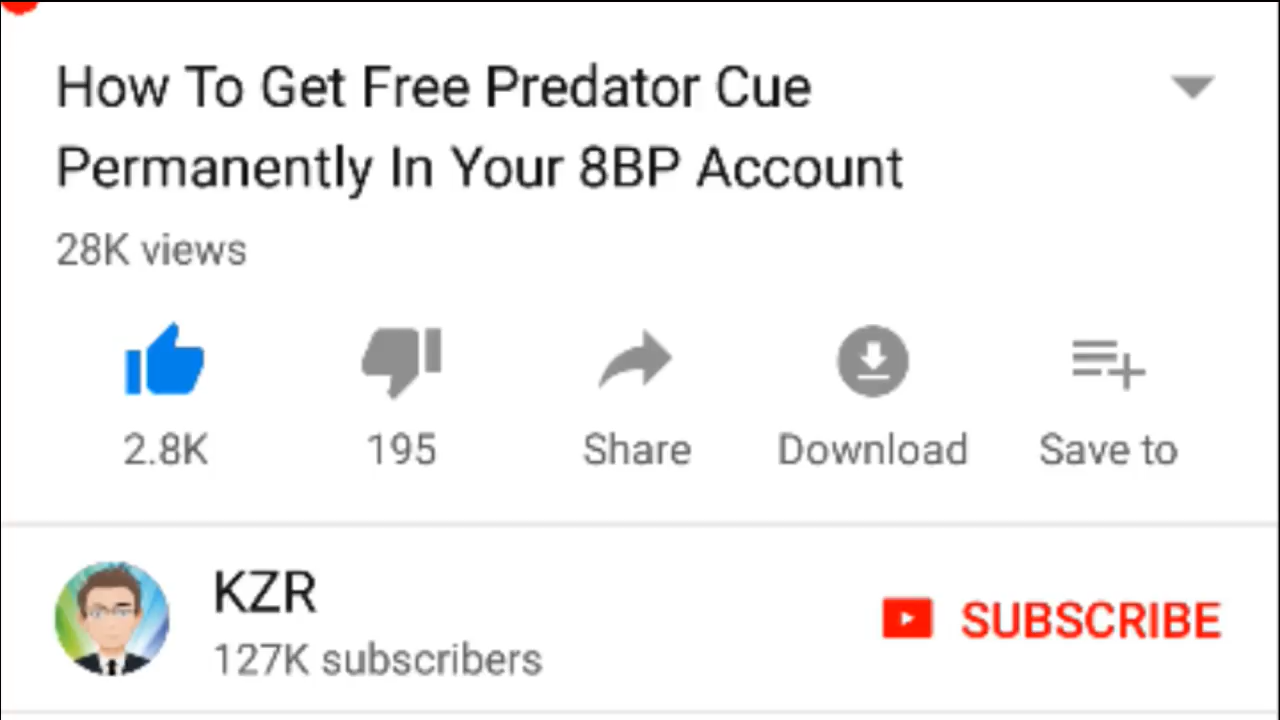 How To Get Free Predator Cue
Permanently In Your 8BP Account
28K views
2.8K
195
Share
Download
Save to
KZR
127K subscribers
SUBSCRIBE